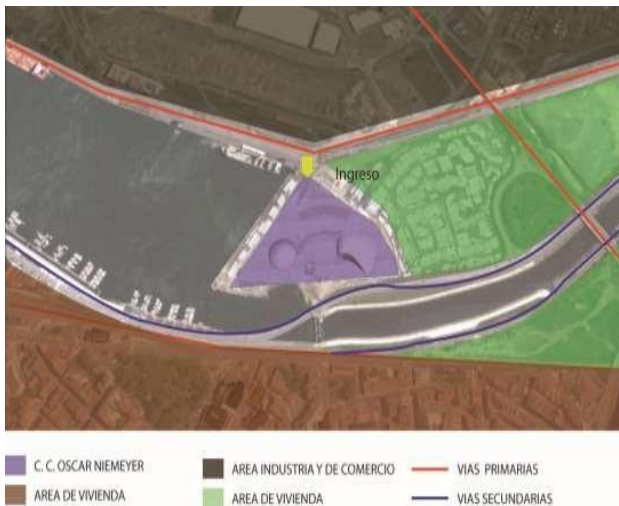 Ingreso
C. C. OSCAR NIEMEYER
AREA INDUSTRIA Y DE COMERCIO
VIAS PRIMARIAS
AREA DE VIVIENDA
AREA DE VIVIENDA
VIAS SECUNDARIAS